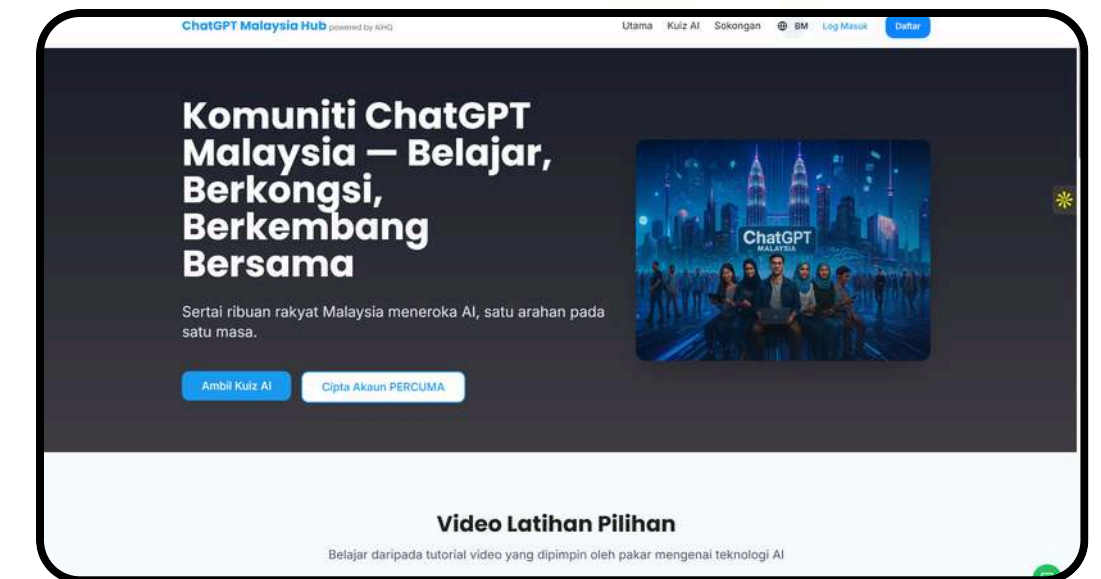 ChatGPT Malaysia Hub powered by AIHQ
Utama Kuiz AI Sokongan BM Log Masuk Daftar
Komuniti ChatGPT
Malaysia — Belajar,
Berkongsi,
Berkembang
Bersama
Sertai ribuan rakyat Malaysia meneroka AI, satu arahan pada
satu masa.
Ambil Kuiz AI Cipta Akaun PERCUMA
ChatGPT
MALAYSIA
Video Latihan Pilihan
Belajar daripada tutorial video yang dipimpin oleh pakar mengenai teknologi AI